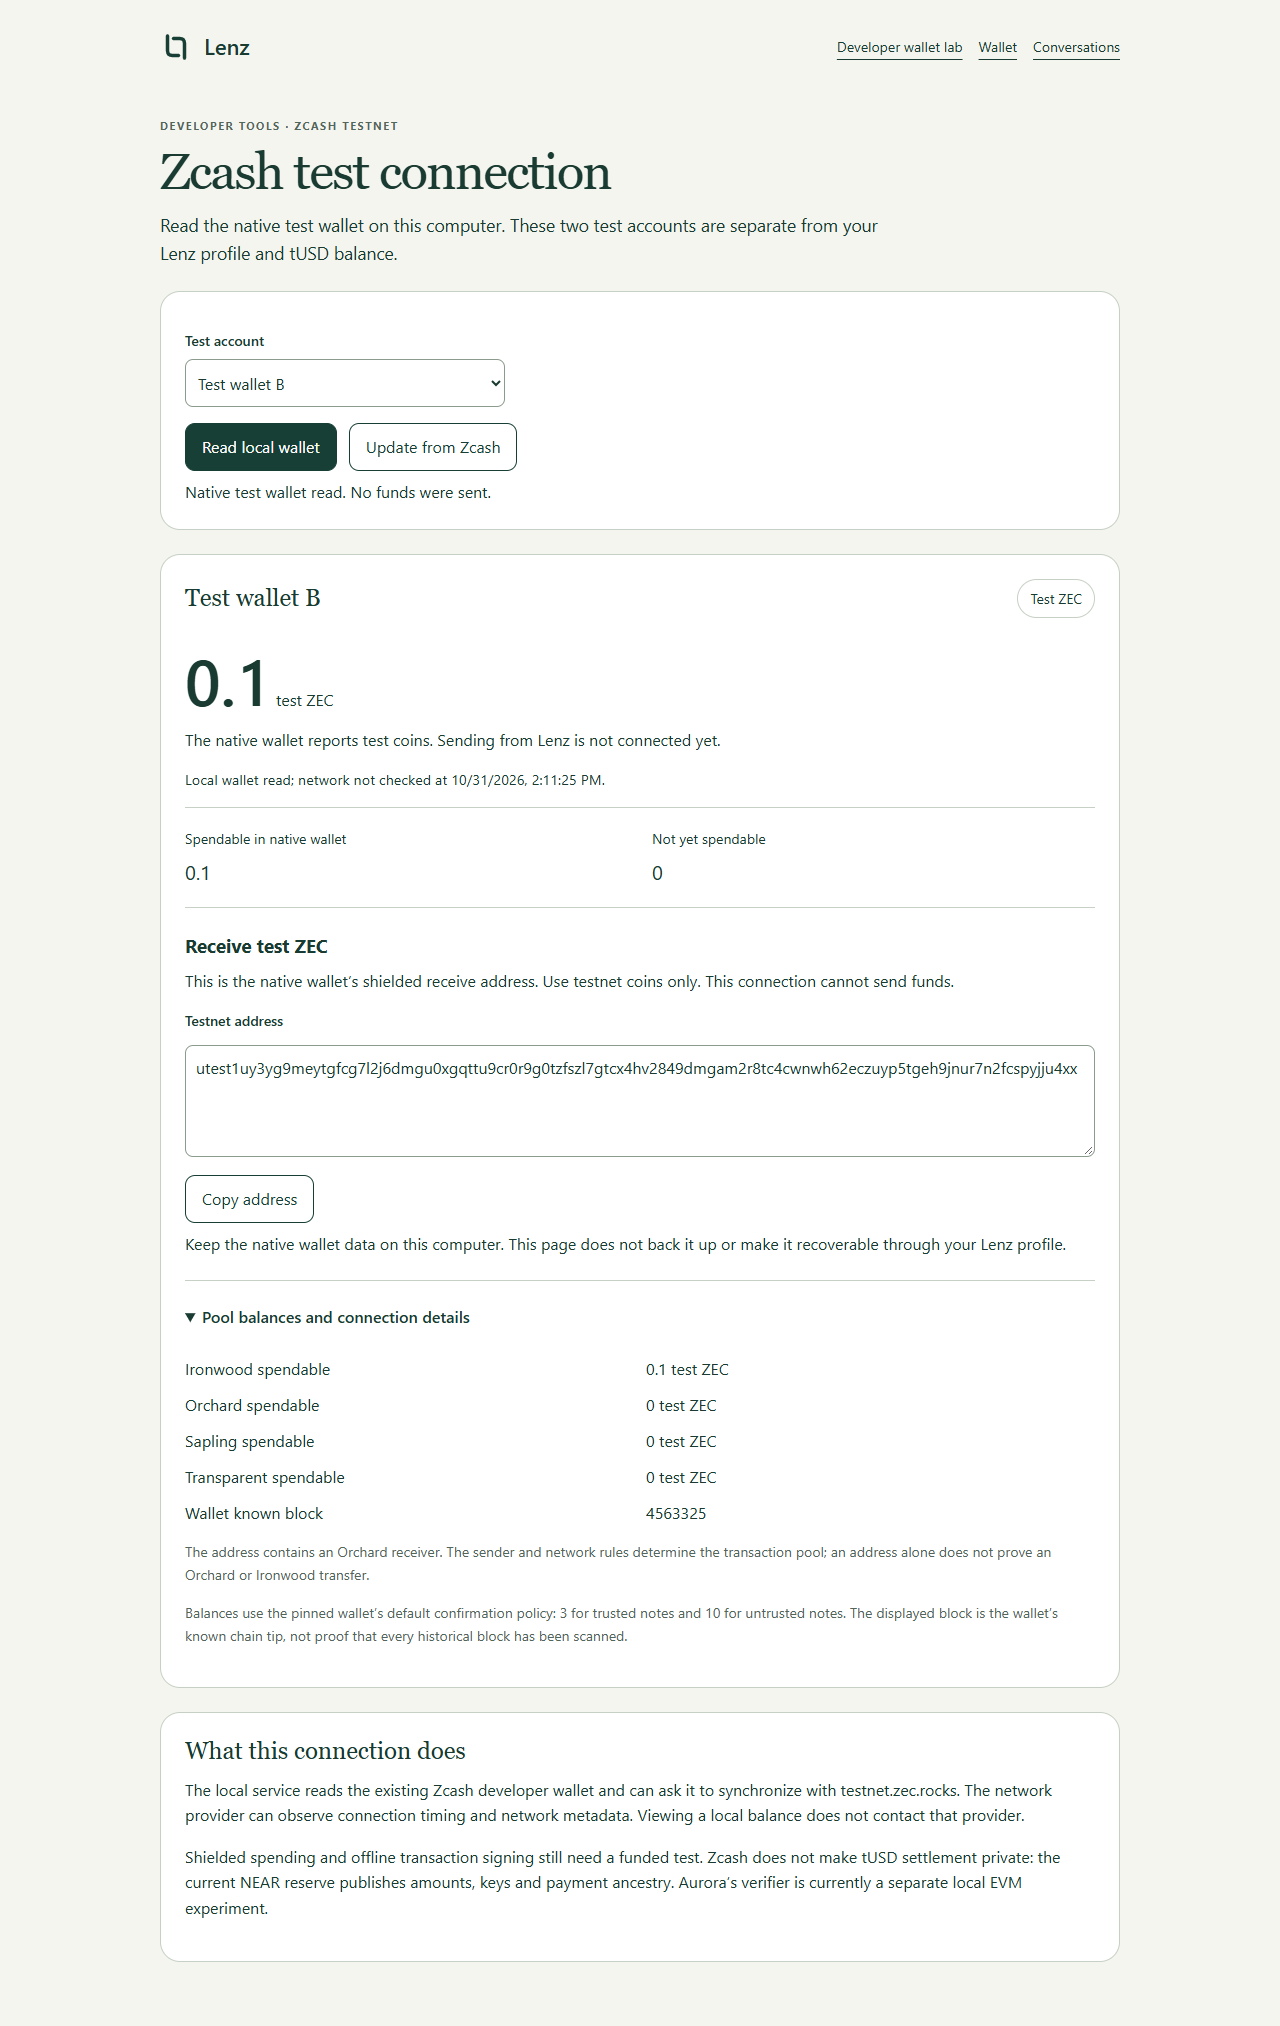 Lenz
Developer wallet lab
Wallet
Conversations
DEVELOPER TOOLS · ZCASH TESTNET
Zcash test connection
Read the native test wallet on this computer. These two test accounts are separate from your
Lenz profile and tUSD balance.
Test account
Test wallet B
Read local wallet
Update from Zcash
Native test wallet read. No funds were sent.
Test wallet B
Test ZEC
0.1 test ZEC
The native wallet reports test coins. Sending from Lenz is not connected yet.
Local wallet read; network not checked at 10/31/2026, 2:11:25 PM.
Spendable in native wallet
Not yet spendable
0.1
0
Receive test ZEC
This is the native wallet's shielded receive address. Use testnet coins only. This connection cannot send funds.
Testnet address
utest1uy3yg9meytgfcg7l2j6dmgu0xgqttu9cr0r9g0tzfszl7gtcx4hv2849dmgam2r8tc4cwnwh62eczuyp5tgeh9jnur7n2fcspyjju4xx
Copy address
Keep the native wallet data on this computer. This page does not back it up or make it recoverable through your Lenz profile.
▼ Pool balances and connection details
Ironwood spendable 0.1 test ZEC
Orchard spendable 0 test ZEC
Sapling spendable 0 test ZEC
Transparent spendable 0 test ZEC
Wallet known block 4563325
The address contains an Orchard receiver. The sender and network rules determine the transaction pool; an address alone does not prove an
Orchard or Ironwood transfer.
Balances use the pinned wallet's default confirmation policy: 3 for trusted notes and 10 for untrusted notes. The displayed block is the wallet's
known chain tip, not proof that every historical block has been scanned.
What this connection does
The local service reads the existing Zcash developer wallet and can ask it to synchronize with testnet.zec.rocks. The network
provider can observe connection timing and network metadata. Viewing a local balance does not contact that provider.
Shielded spending and offline transaction signing still need a funded test. Zcash does not make tUSD settlement private: the
current NEAR reserve publishes amounts, keys and payment ancestry. Aurora's verifier is currently a separate local EVM
experiment.